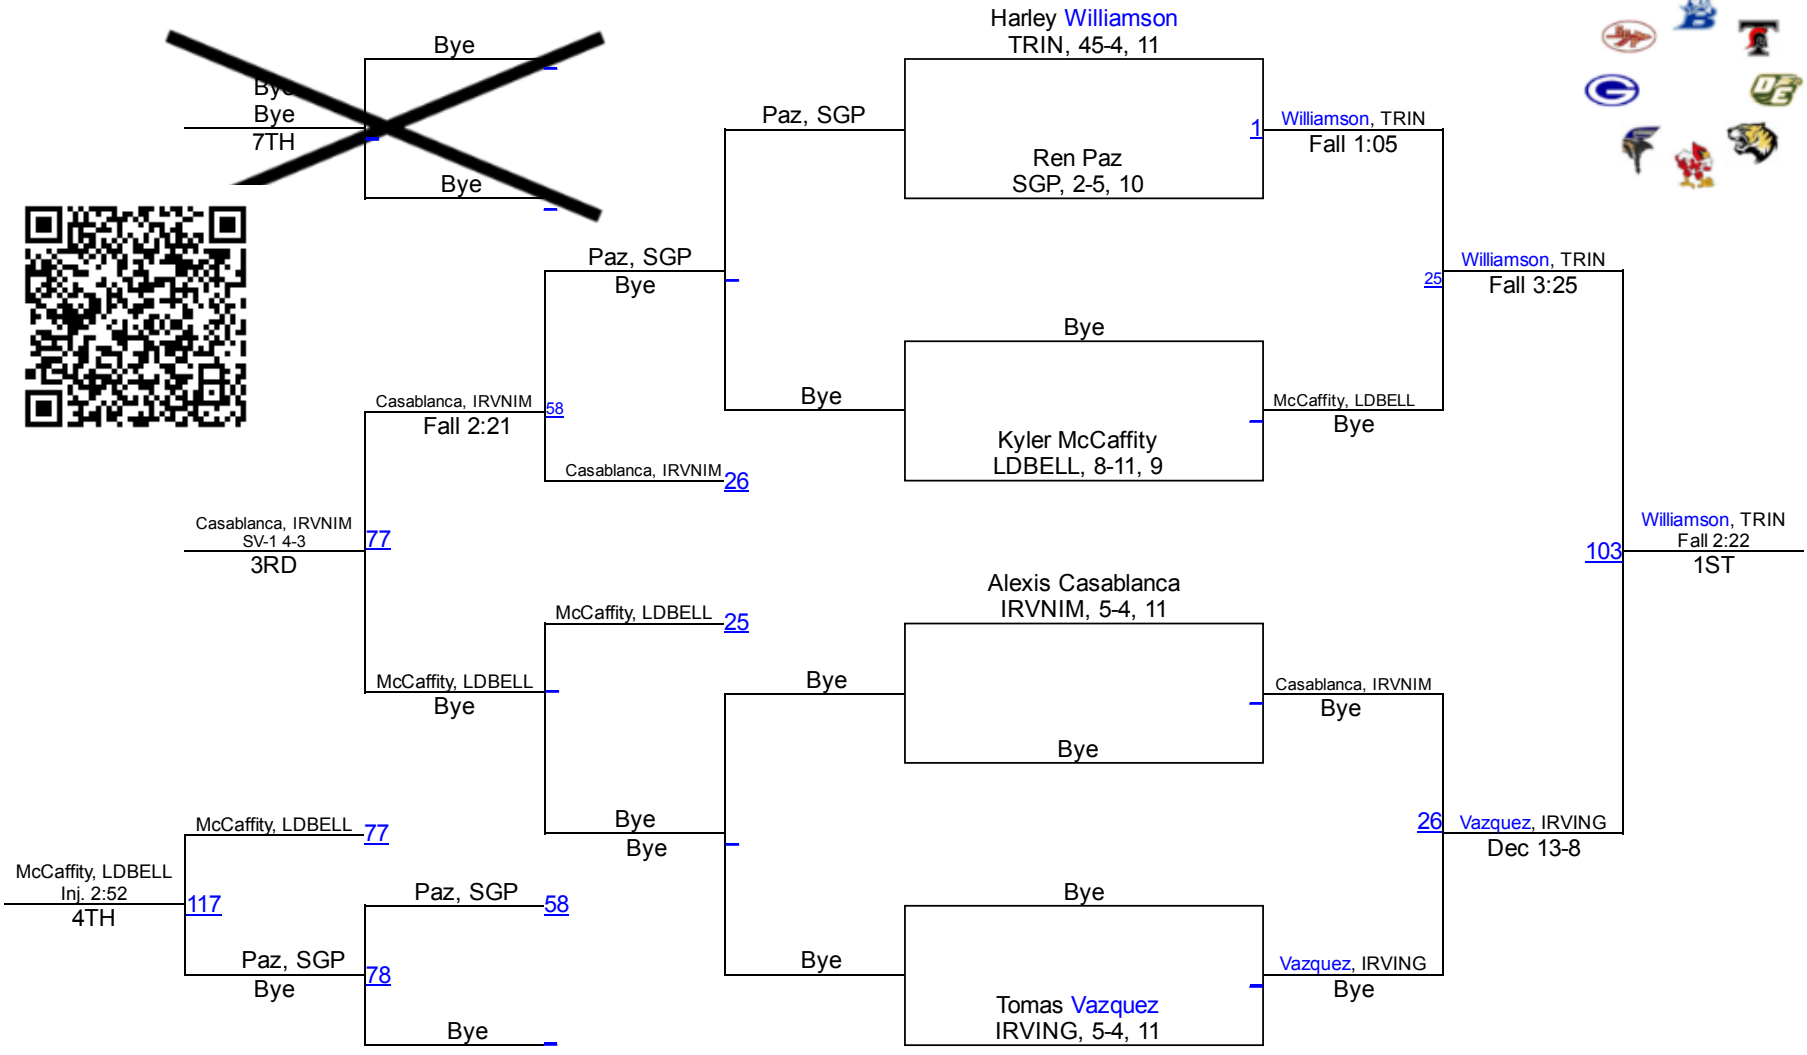 Bye
Bye
7TH
Bye
Harley Williamson
TRIN, 45-4, 11
Paz, SGP
Ren Paz
SGP, 2-5, 10
1
Williamson, TRIN
Fall 1:05
Paz, SGP
Bye
Williamson, TRIN
25
Fall 3:25
Bye
Casablanca, IRVNIM
58
Fall 2:21
Bye
McCaffity, LDBELL
Bye
Kyler McCaffity
LDBELL, 8-11, 9
Casablanca, IRVNIM
26
Casablanca, IRVNIM
SV-1 4-3
77
3RD
Williamson, TRIN
Fall 2:22
103
1ST
Alexis Casablanca
IRVNIM, 5-4, 11
McCaffity, LDBELL
25
McCaffity, LDBELL
Bye
Bye
Casablanca, IRVNIM
Bye
Bye
Bye
Bye
26
Vazquez, IRVING
Dec 13-8
McCaffity, LDBELL
77
McCaffity, LDBELL
Inj. 2:52
117
4TH
Paz, SGP
58
Bye
Paz, SGP
78
Bye
Bye
Vazquez, IRVING
Bye
Tomas Vazquez
IRVING, 5-4, 11
Bye